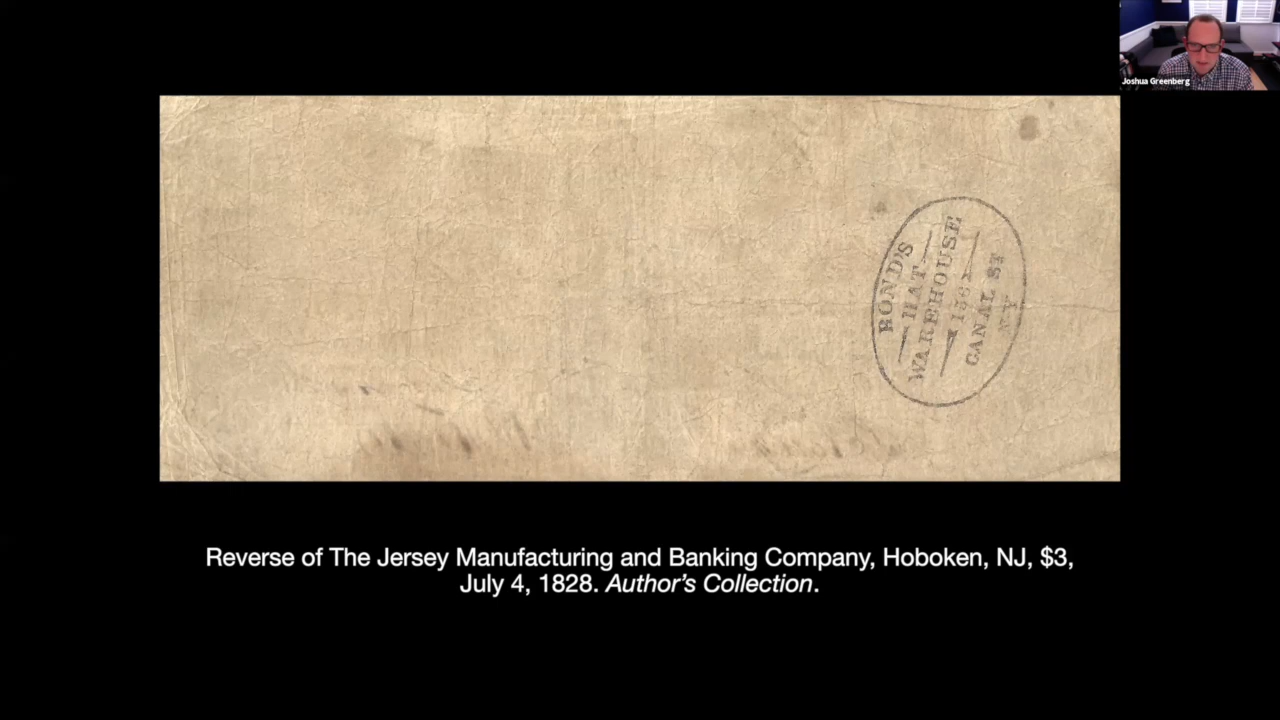 Joshua Greenberg
BOND'S
HAT
WAREHOUSE
156
CANAL ST
N Y
Reverse of The Jersey Manufacturing and Banking Company, Hoboken, NJ, $3,
July 4, 1828. Author's Collection.